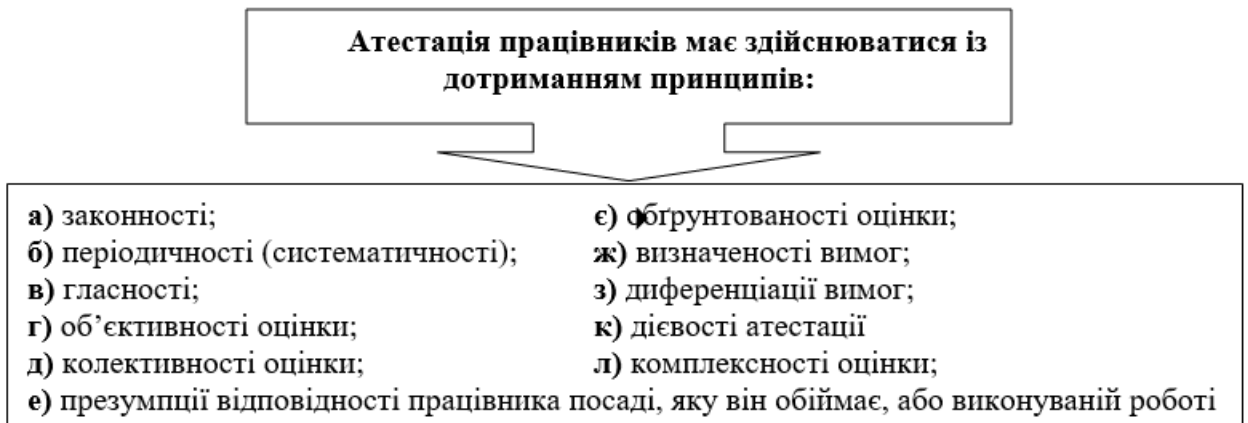 Атестація працівників має здійснюватися із
дотриманням принципів:
а) законності;
б) періодичності (систематичності);
в) гласності;
г) об’єктивності оцінки;
д) колективності оцінки;
є) обґрунтованості оцінки;
ж) визначеності вимог;
з) диференціації вимог;
к) дієвості атестації
л) комплексності оцінки;
е) презумпції відповідності працівника посаді, яку він обіймає, або виконуваній роботі